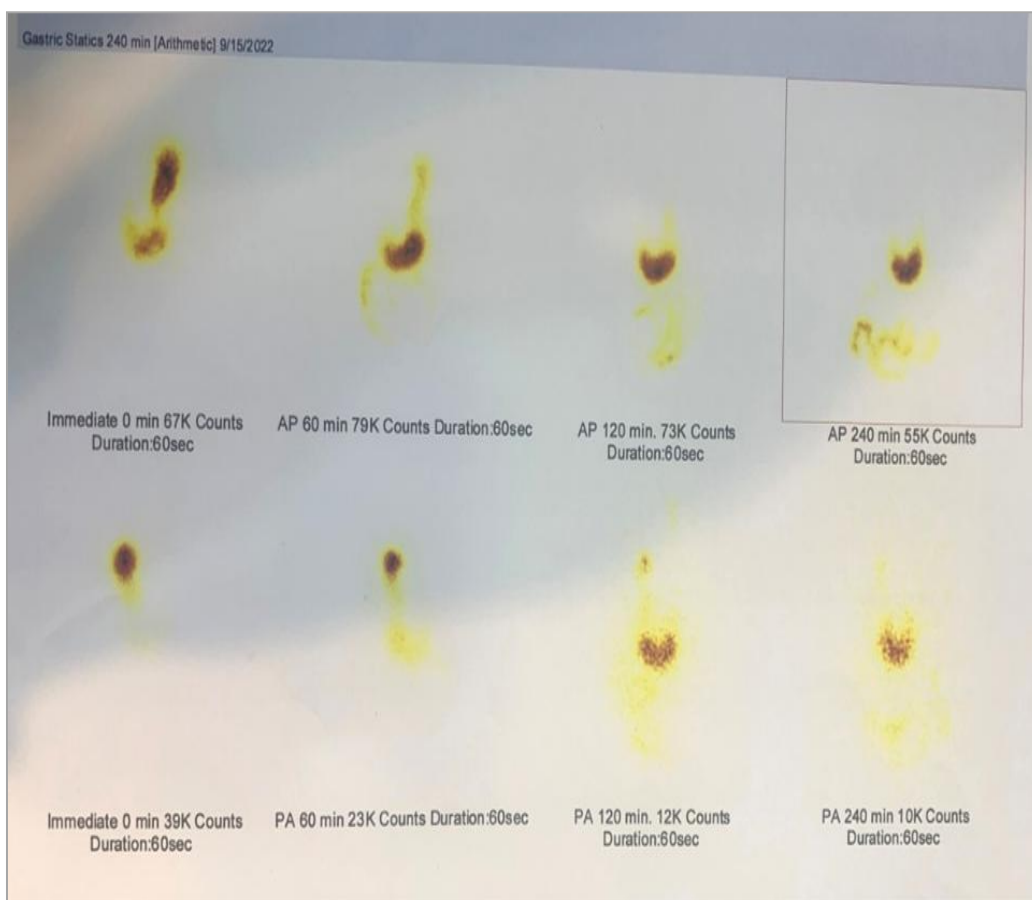 Gastric Statics 240 min [Arithmetic] 9/15/2022
Immediate 0 min 67K Counts
Duration:60sec
AP 60 min 79K Counts Duration:60sec
AP 120 min. 73K Counts
Duration:60sec
AP 240 min 55K Counts
Duration:60sec
Immediate 0 min 39K Counts
Duration:60sec
PA 60 min 23K Counts Duration:60sec
PA 120 min. 12K Counts
Duration:60sec
PA 240 min 10K Counts
Duration:60sec